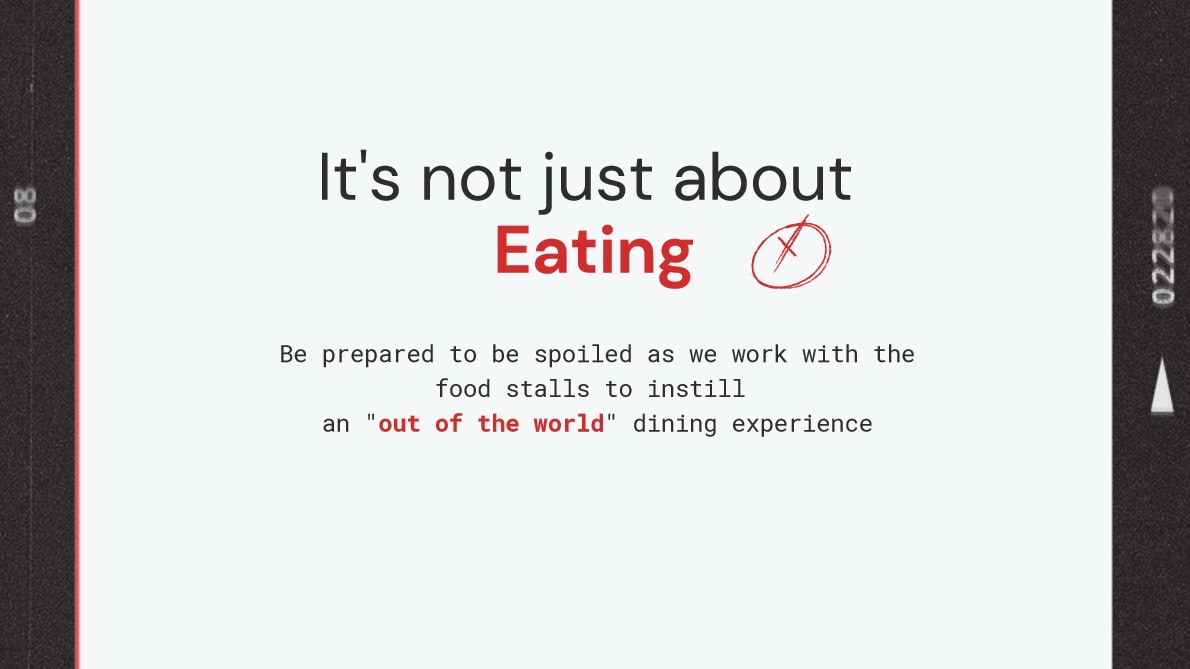 08
It's not just about
Eating
Be prepared to be spoiled as we work with the
food stalls to instill
an "out of the world" dining experience